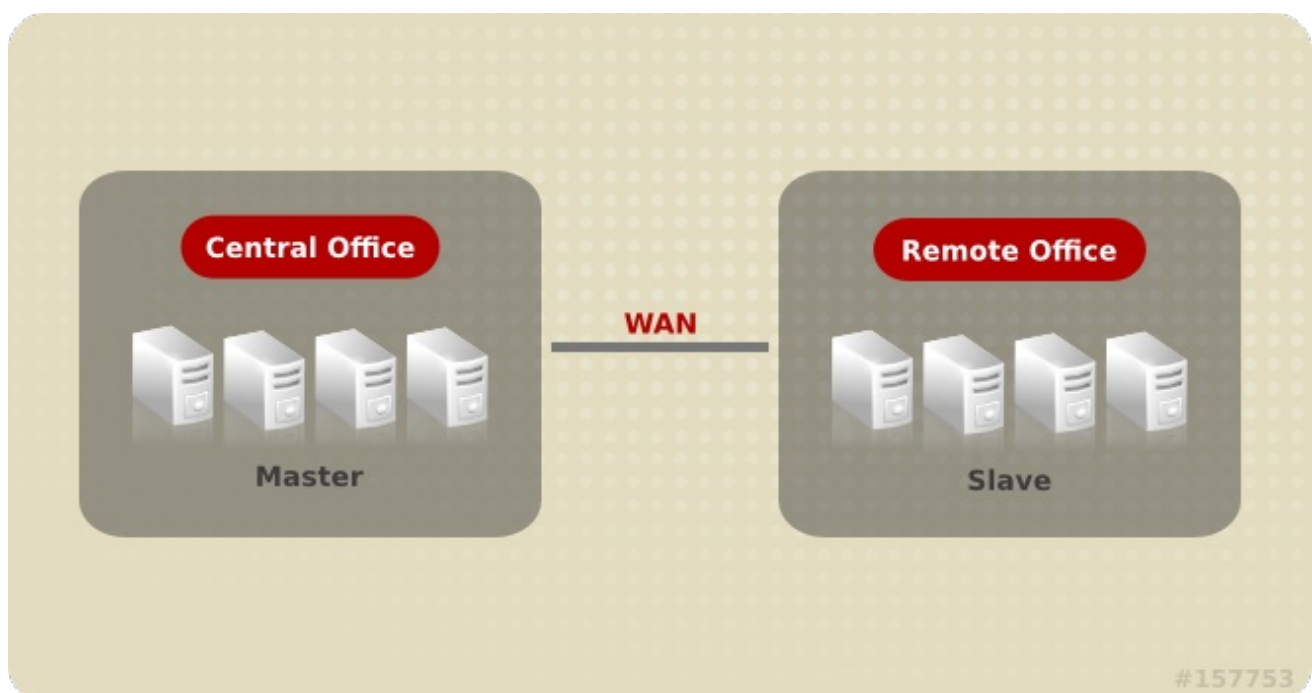 Central Office
Remote Office
WAN
Master
Slave
#157753